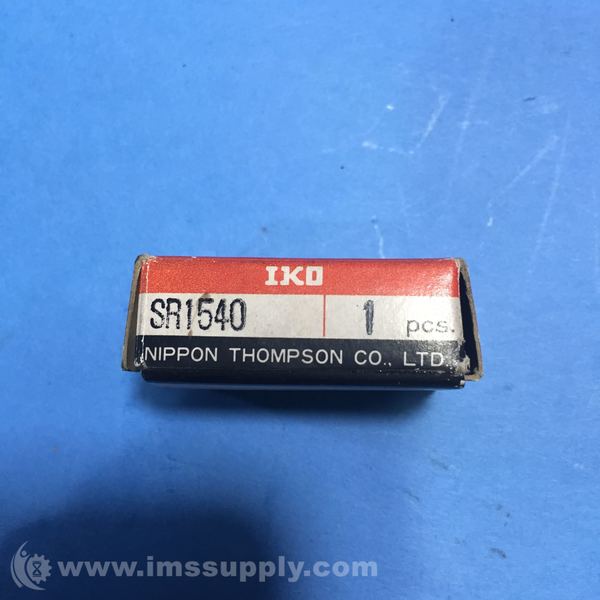 IKO
SR1540 1 pcs.
NIPPON THOMPSON CO., LTD.
www.imssupply.com